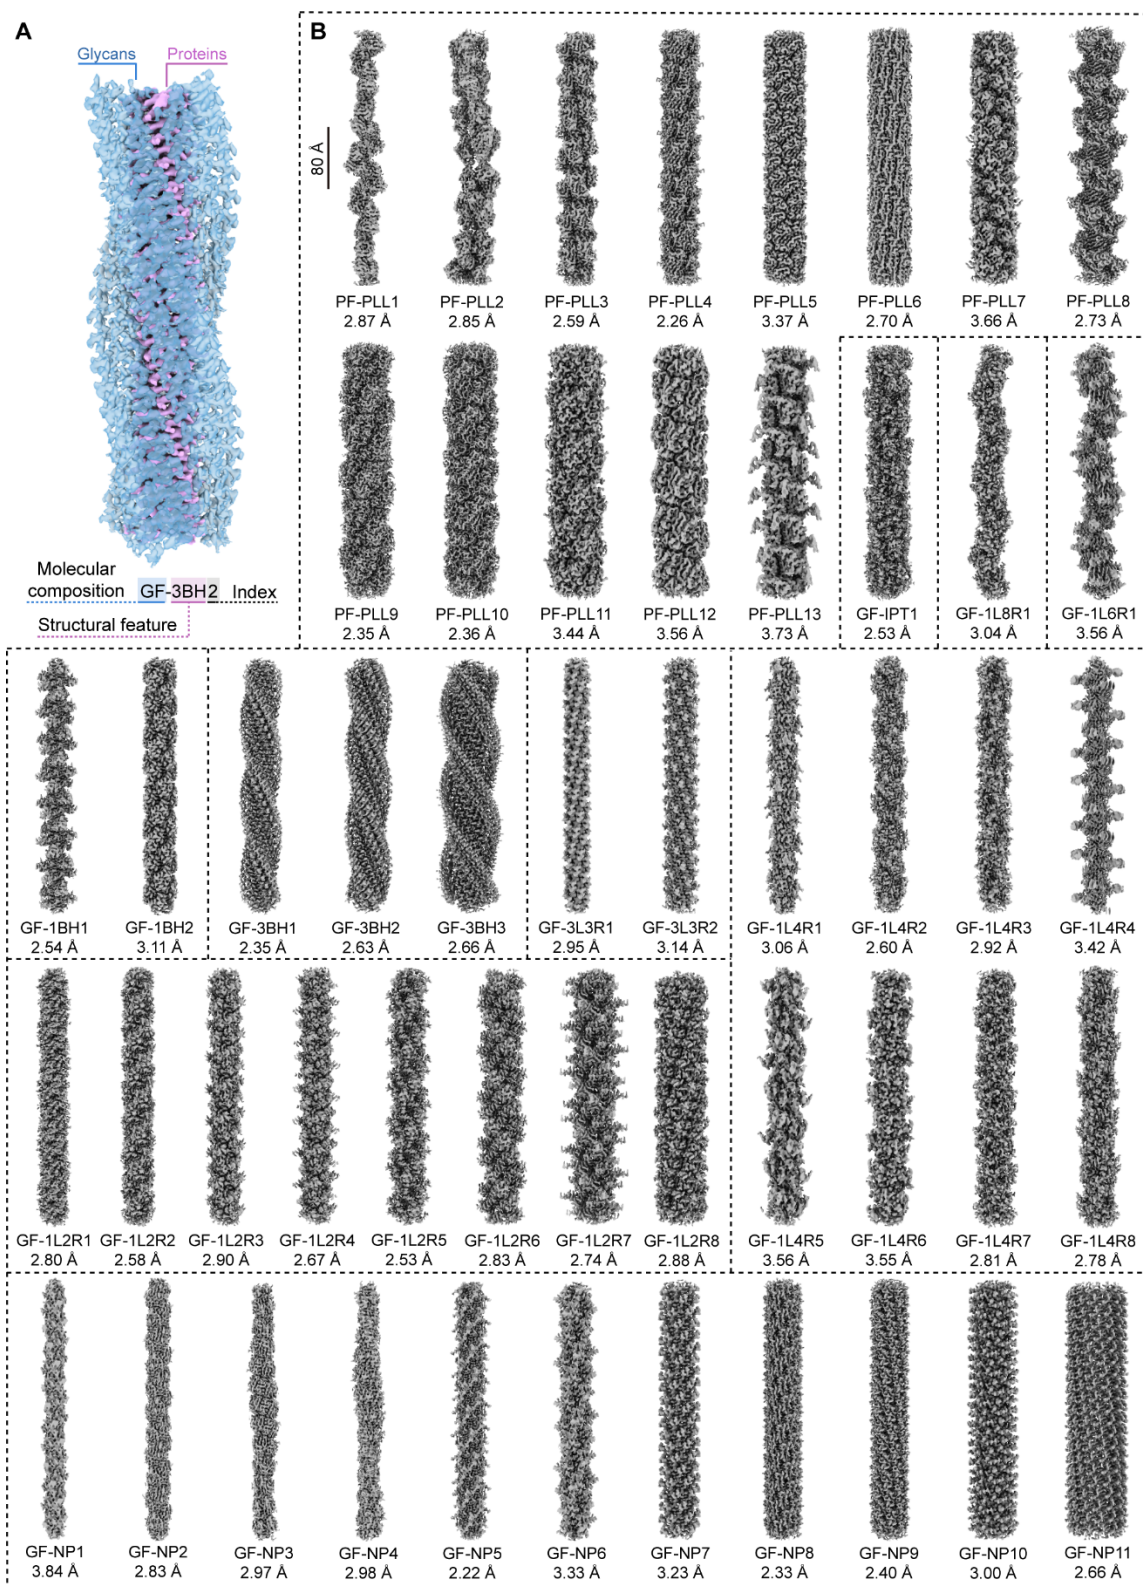 A
B
Glycans
Proteins
80 Å
Molecular
composition GF-3BH2 Index
Structural feature
PF-PLL1 PF-PLL2 PF-PLL3 PF-PLL4 PF-PLL5 PF-PLL6 PF-PLL7 PF-PLL8
2.87 Å 2.85 Å 2.59 Å 2.26 Å 3.37 Å 2.70 Å 3.66 Å 2.73 Å
PF-PLL9 PF-PLL10 PF-PLL11 PF-PLL12 PF-PLL13 GF-IPT1 GF-1L8R1 GF-1L6R1
2.35 Å 2.36 Å 3.44 Å 3.56 Å 3.73 Å 2.53 Å 3.04 Å 3.56 Å
GF-1BH1 GF-1BH2 GF-3BH1 GF-3BH2 GF-3BH3 GF-3L3R1 GF-3L3R2 GF-1L4R1 GF-1L4R2 GF-1L4R3 GF-1L4R4
2.54 Å 3.11 Å 2.35 Å 2.63 Å 2.66 Å 2.95 Å 3.14 Å 3.06 Å 2.60 Å 2.92 Å 3.42 Å
GF-1L2R1 GF-1L2R2 GF-1L2R3 GF-1L2R4 GF-1L2R5 GF-1L2R6 GF-1L2R7 GF-1L2R8 GF-1L4R5 GF-1L4R6 GF-1L4R7 GF-1L4R8
2.80 Å 2.58 Å 2.90 Å 2.67 Å 2.53 Å 2.83 Å 2.74 Å 2.88 Å 3.56 Å 3.55 Å 2.81 Å 2.78 Å
GF-NP1 GF-NP2 GF-NP3 GF-NP4 GF-NP5 GF-NP6 GF-NP7 GF-NP8 GF-NP9 GF-NP10 GF-NP11
3.84 Å 2.83 Å 2.97 Å 2.98 Å 2.22 Å 3.33 Å 3.23 Å 2.33 Å 2.40 Å 3.00 Å 2.66 Å